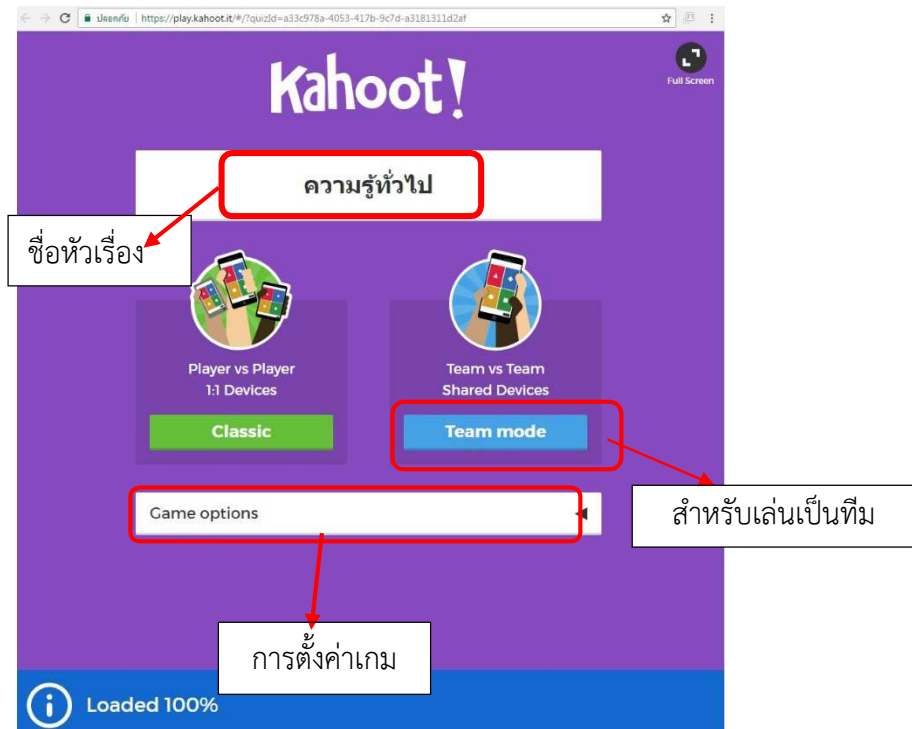 ปลอดภัย | https://play.kahoot.it/#/?quizId=a33c978a-4053-417b-9c7d-a3181311d2af
Kahoot!
Full Screen
ความรู้ทั่วไป
ชื่อหัวเรื่อง
Player vs Player
1:1 Devices
Classic
Team vs Team
Shared Devices
Team mode
Game options
สำหรับเล่นเป็นทีม
การตั้งค่าเกม
Loaded 100%